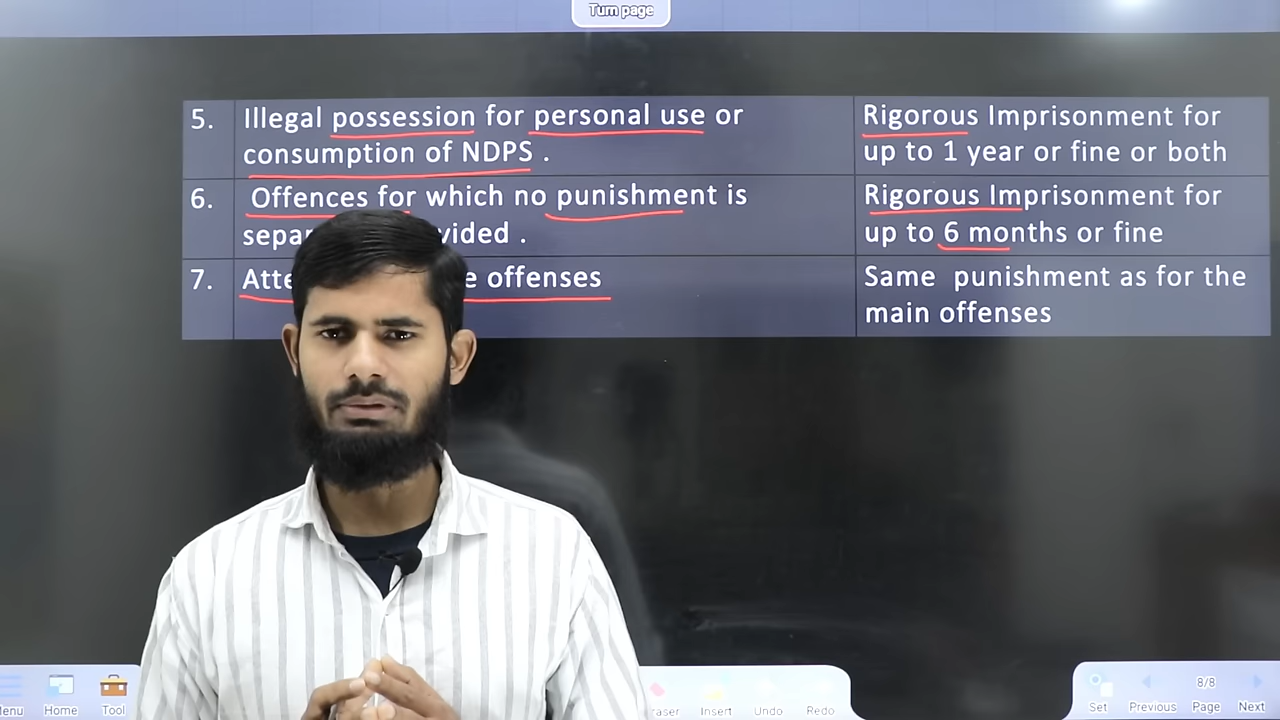 Turn page
5. Illegal possession for personal use or
consumption of NDPS .
Rigorous Imprisonment for
up to 1 year or fine or both
6. Offences for which no punishment is
.
Rigorous Imprisonment for
up to 6 months or fine
7. offenses
Same punishment as for the
main offenses
Home Tool Insert Undo Redo
8/8
Set Previous Page Next